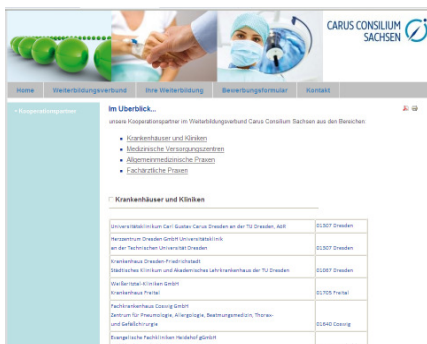 CARUS CONSILIUM
SACHSEN
Home Weiterbildungsverbund Ihre Weiterbildung Bewerbungsformular Kontakt
Kooperationspartner
Im Überblick...
unsere Kooperationspartner im Weiterbildungsverbund Carus Consilium Sachsen aus den Bereichen
Krankenhäuser und Kliniken
Medizinische Versorgungszentren
Allgemeinmedizinische Praxen
Fachärztliche Praxen
Krankenhäuser und Kliniken
Universitätsklinikum Carl Gustav Carus Dresden an der TU Dresden, AöR 01307 Dresden
Herzzentrum Dresden GmbH Universitätsklinik
an der Technischen Universität Dresden 01307 Dresden
Krankenhaus Dresden-Friedrichstadt
Städtisches Klinikum und Akademisches Lehrkrankenhaus der TU Dresden 01067 Dresden
Weißeritztal-Kliniken GmbH
Krankenhaus Freital 01705 Freital
Fachkrankenhaus Coswig GmbH
Zentrum für Pneumologie, Allergologie, Beatmungsmedizin, Thorax-
und Gefäßchirurgie 01640 Coswig
Evangelische Fachkliniken Heidehof gGmbH